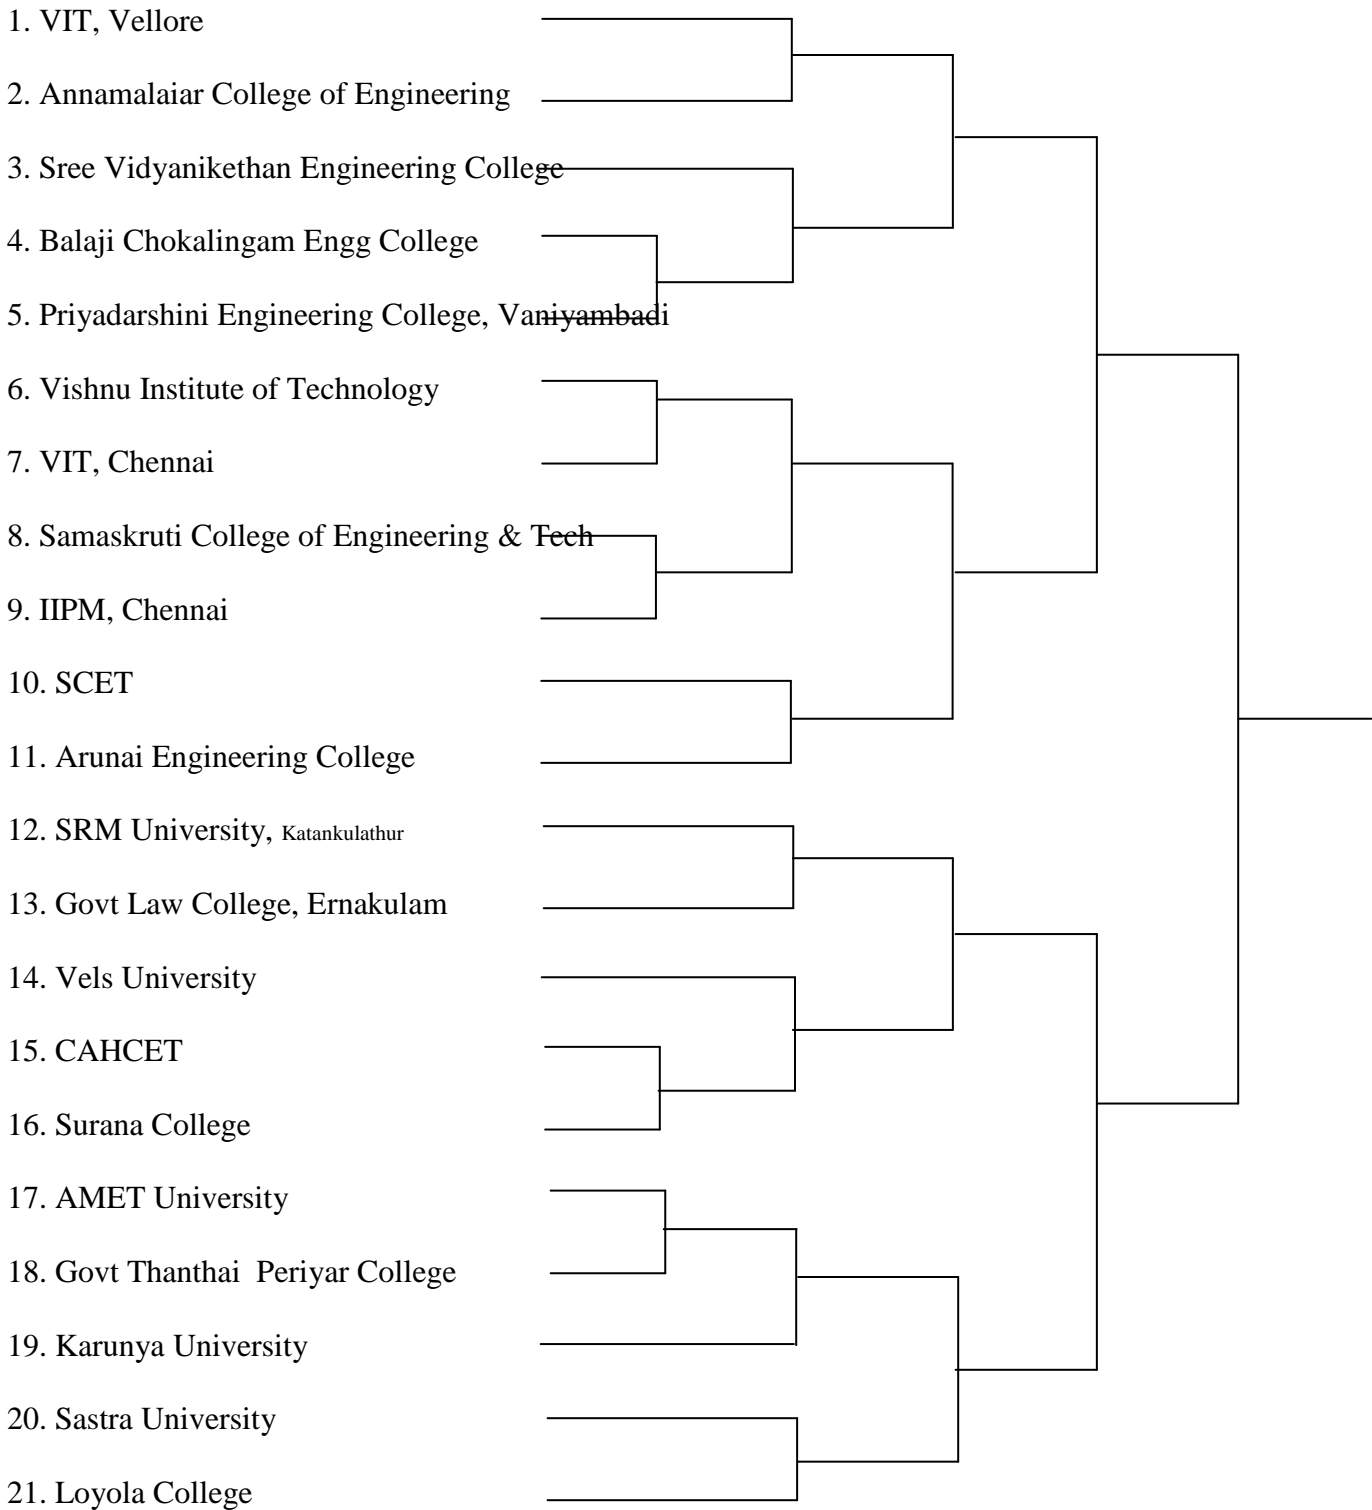 1. VIT, Vellore
2. Annamalaiar College of Engineering
3. Sree Vidyanikethan Engineering College
4. Balaji Chokalingam Engg College
5. Priyadarshini Engineering College, Vaniyambadi
6. Vishnu Institute of Technology
7. VIT, Chennai
8. Samaskruti College of Engineering & Tech
9. IIPM, Chennai
10. SCET
11. Arunai Engineering College
12. SRM University, Katankulathur
13. Govt Law College, Ernakulam
14. Vels University
15. CAHCET
16. Surana College
17. AMET University
18. Govt Thanthai  Periyar College
19. Karunya University
20. Sastra University
21. Loyola College